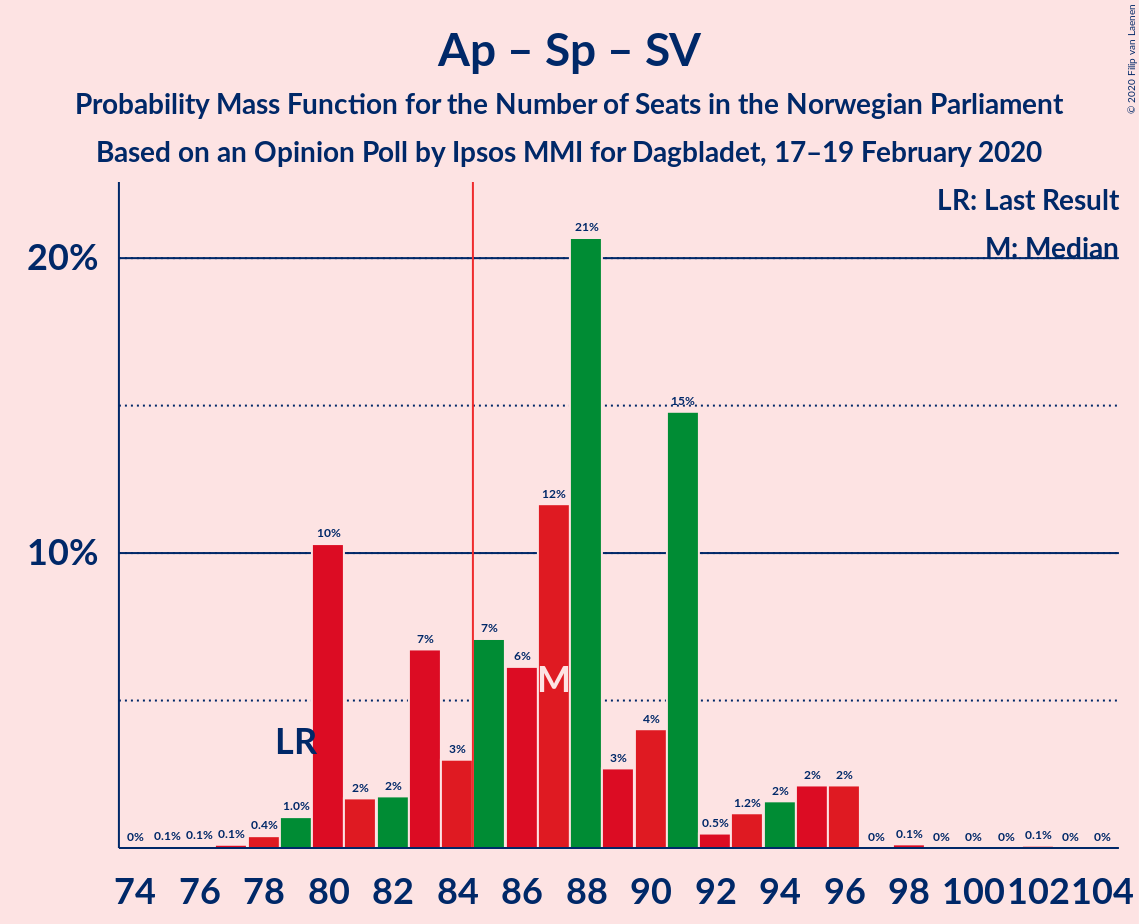 Ap – Sp – SV
Probability Mass Function for the Number of Seats in the Norwegian Parliament
Based on an Opinion Poll by Ipsos MMI for Dagbladet, 17–19 February 2020
© 2020 Filip van Laenen
LR: Last Result
M: Median
20%
10%
0% 0.1% 0.1% 0.1% 0.4% 1.0% 10% 2% 2% 7% 3% 7% 6% 12% 21% 3% 4% 15% 0.5% 1.2% 2% 2% 2% 0% 0.1% 0% 0% 0% 0.1% 0% 0%
LR
M
74 76 78 80 82 84 86 88 90 92 94 96 98 100 102 104